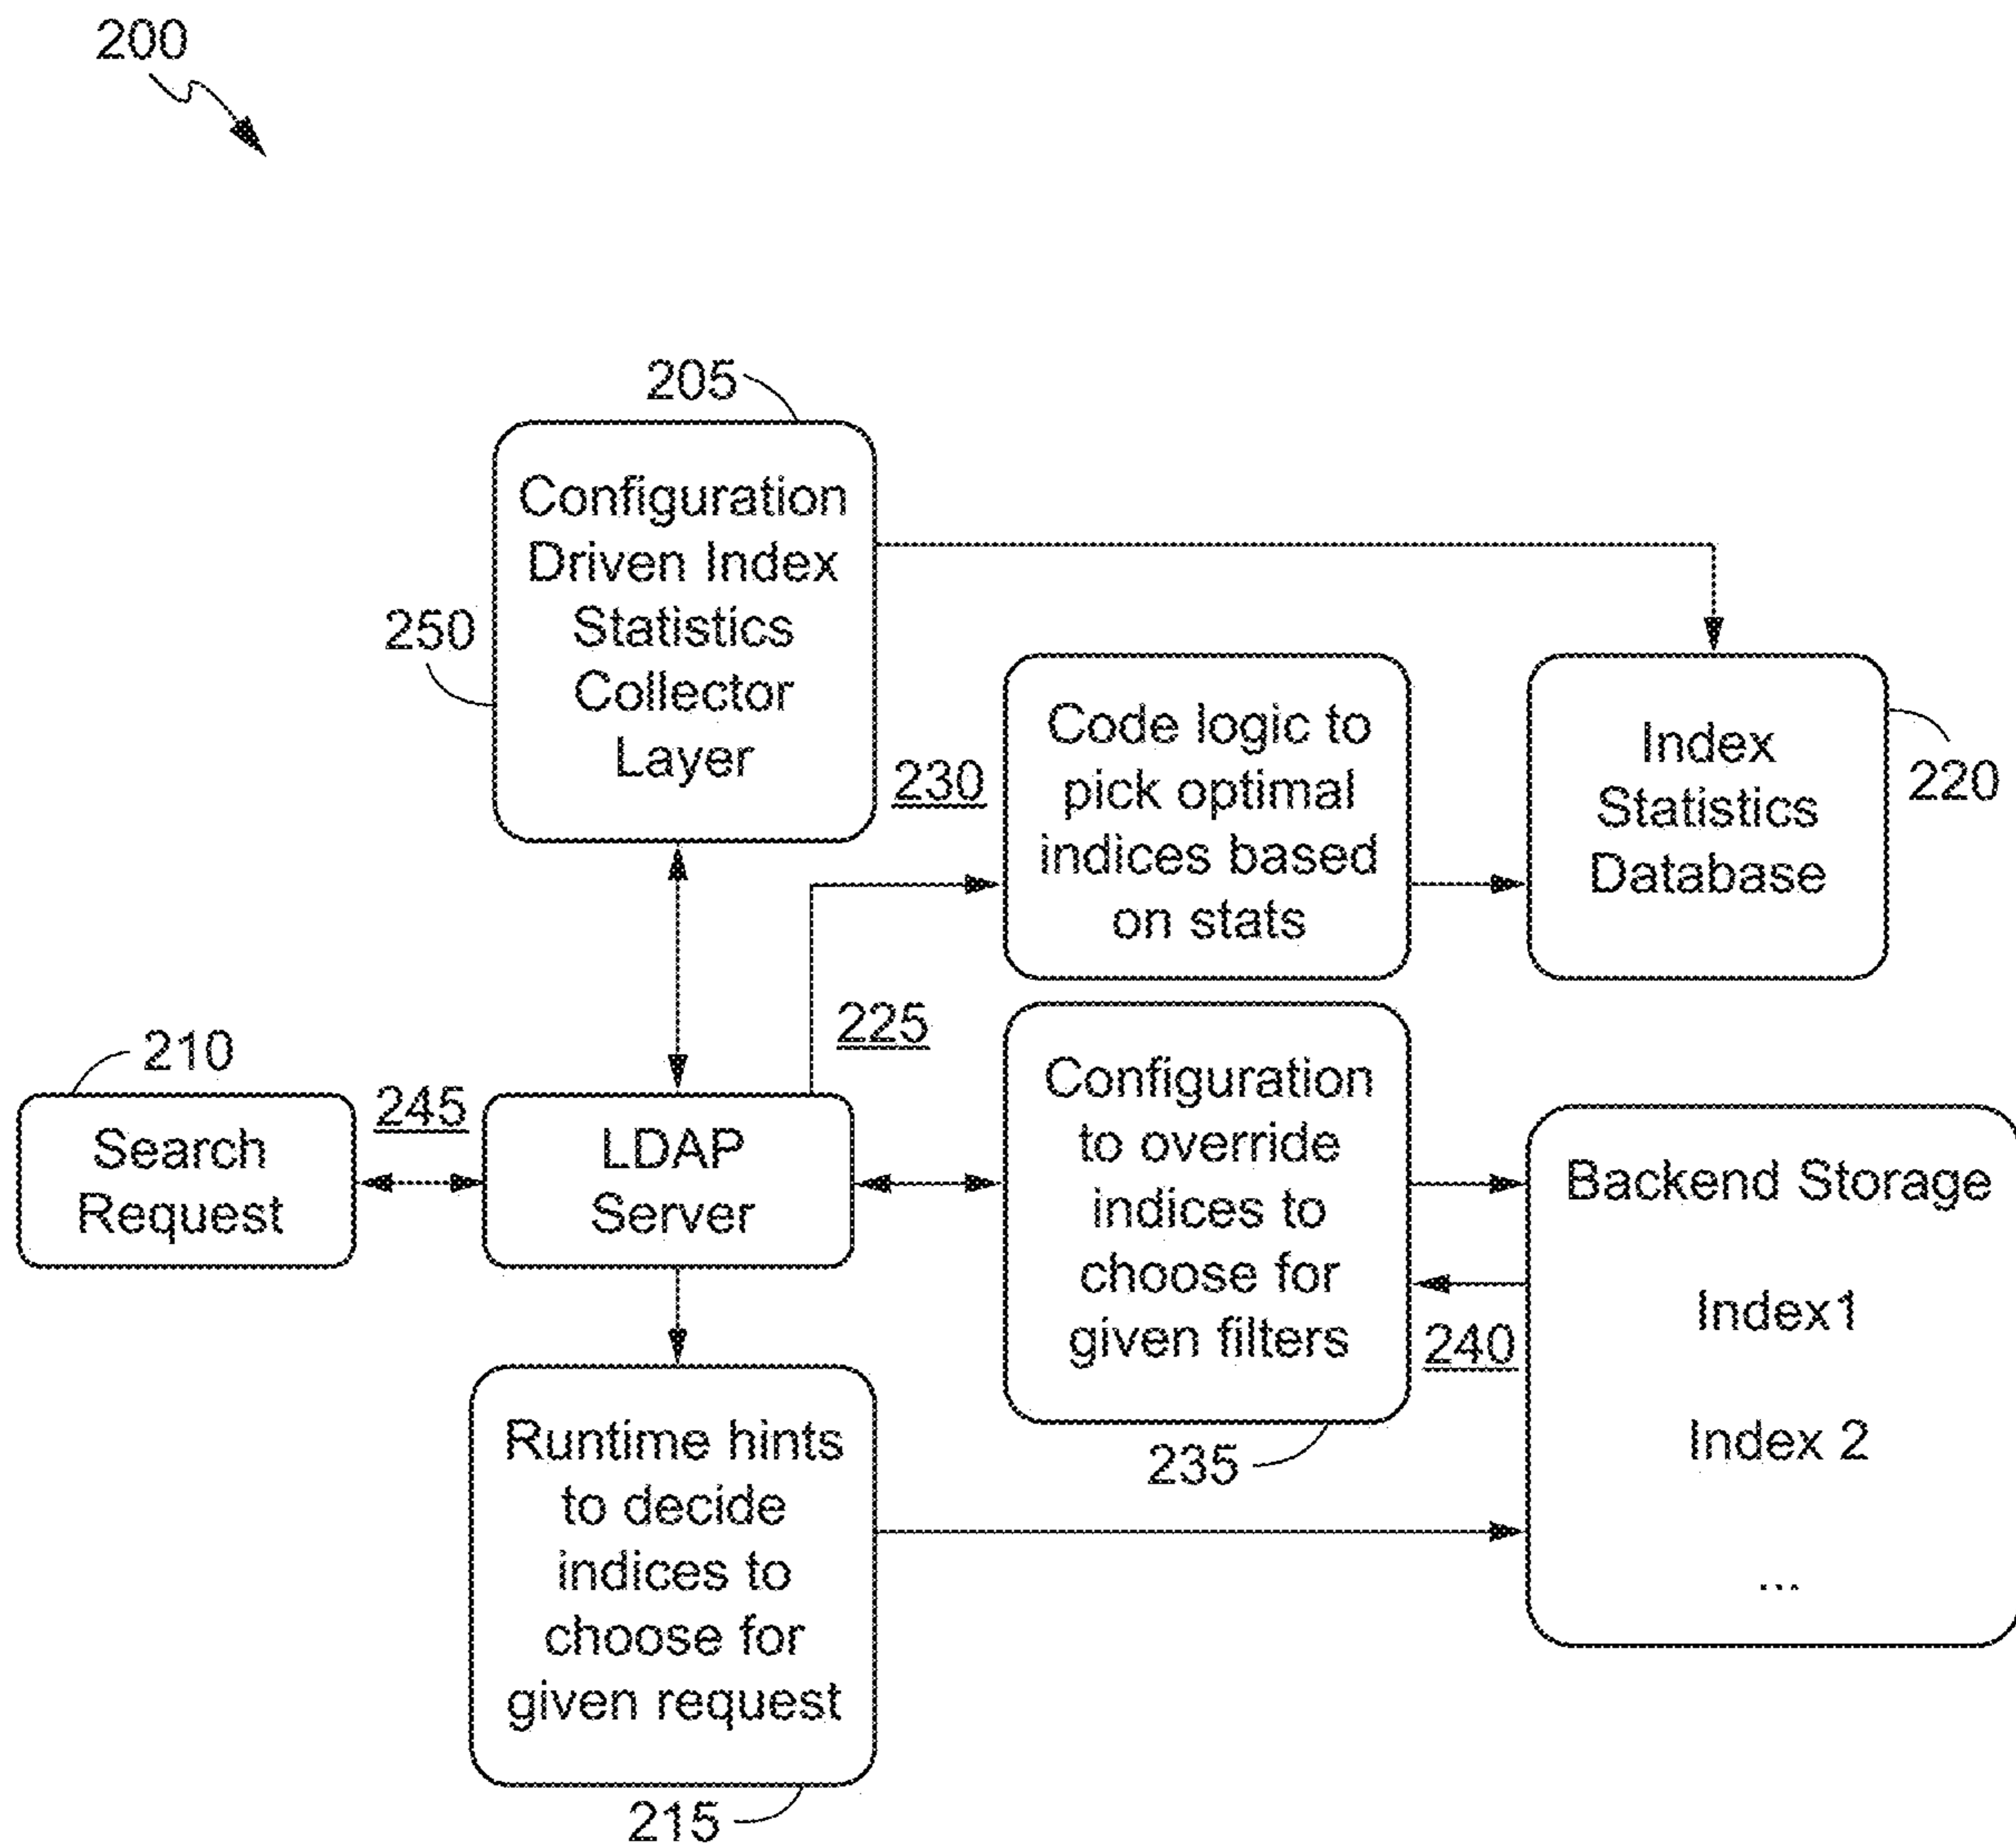 200
205
Configuration
Driven Index
Statistics
Collector
Layer
250
230
Code logic to
pick optimal
indices based
on stats
Index
Statistics
Database
220
225
210
Search
Request
245
LDAP
Server
Configuration
to override
indices to
choose for
given filters
235
240
Backend Storage
Index1
Index 2
...
Runtime hints
to decide
indices to
choose for
given request
215